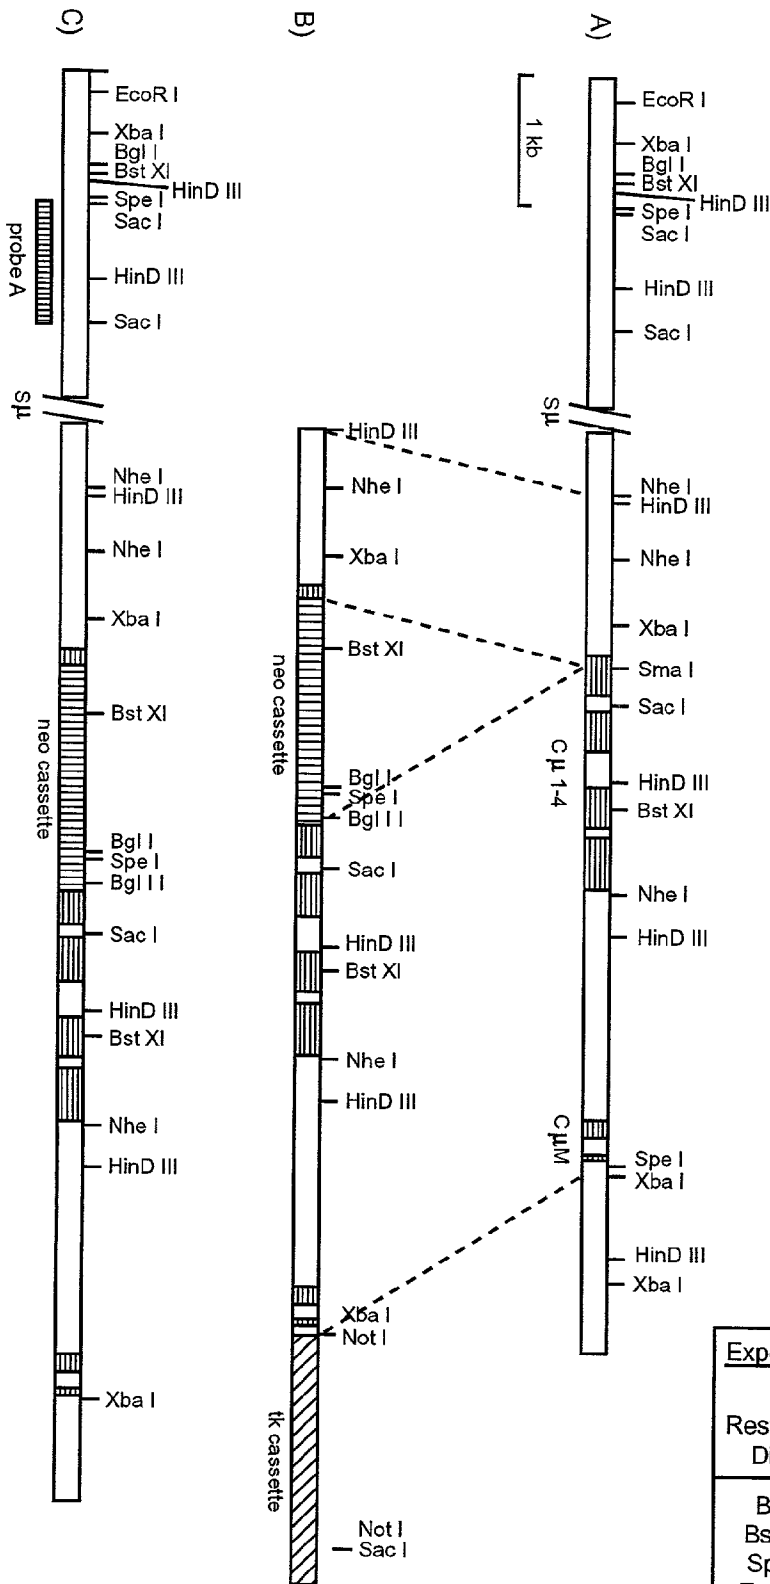 A)
EcoR I
Xba I
Bgl I
Bst XI
HinD III
Spe I
Sac I
HinD III
Sac I
Sμ
Nhe I
HinD III
Nhe I
Xba I
Sma I
Sac I
C μ 1-4
HinD III
Bst XI
Nhe I
HinD III
C μM
Spe I
Xba I
HinD III
Xba I
1 kb
B)
HinD III
Nhe I
Xba I
Bst XI
neo cassette
Bgl I
Spe I
Bgl I I
Sac I
HinD III
Bst XI
Nhe I
HinD III
Xba I
Not I
tk cassette
Not I
Sac I
C)
EcoR I
Xba I
Bgl I
Bst XI
HinD III
Spe I
Sac I
HinD III
Sac I
probe A
Sμ
Nhe I
HinD III
Nhe I
Xba I
Bst XI
neo cassette
Bgl I
Spe I
Bgl I I
Sac I
HinD III
Bst XI
Nhe I
HinD III
Xba I